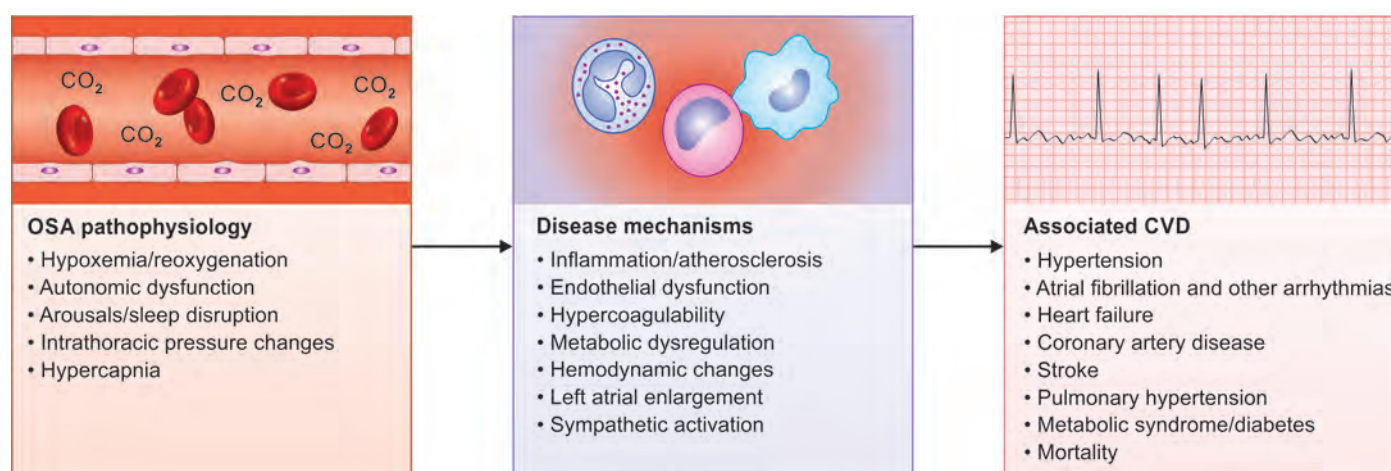 CO2
CO2
CO2
CO2
CO2
OSA pathophysiology
• Hypoxemia/reoxygenation
• Autonomic dysfunction
• Arousals/sleep disruption
• Intrathoracic pressure changes
• Hypercapnia
Disease mechanisms
• Inflammation/atherosclerosis
• Endothelial dysfunction
• Hypercoagulability
• Metabolic dysregulation
• Hemodynamic changes
• Left atrial enlargement
• Sympathetic activation
Associated CVD
• Hypertension
• Atrial fibrillation and other arrhythmias
• Heart failure
• Coronary artery disease
• Stroke
• Pulmonary hypertension
• Metabolic syndrome/diabetes
• Mortality